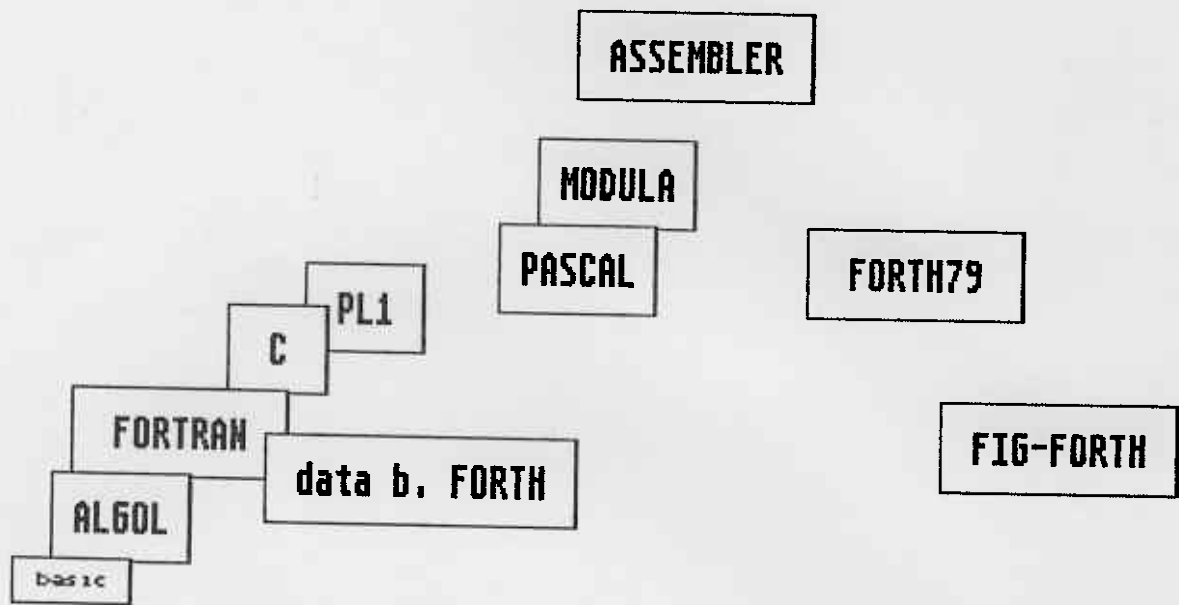 ASSEMBLER
MODULA
PASCAL
FORTH79
PL1
C
FORTRAN
FIG-FORTH
data b. FORTH
ALGOL
basic